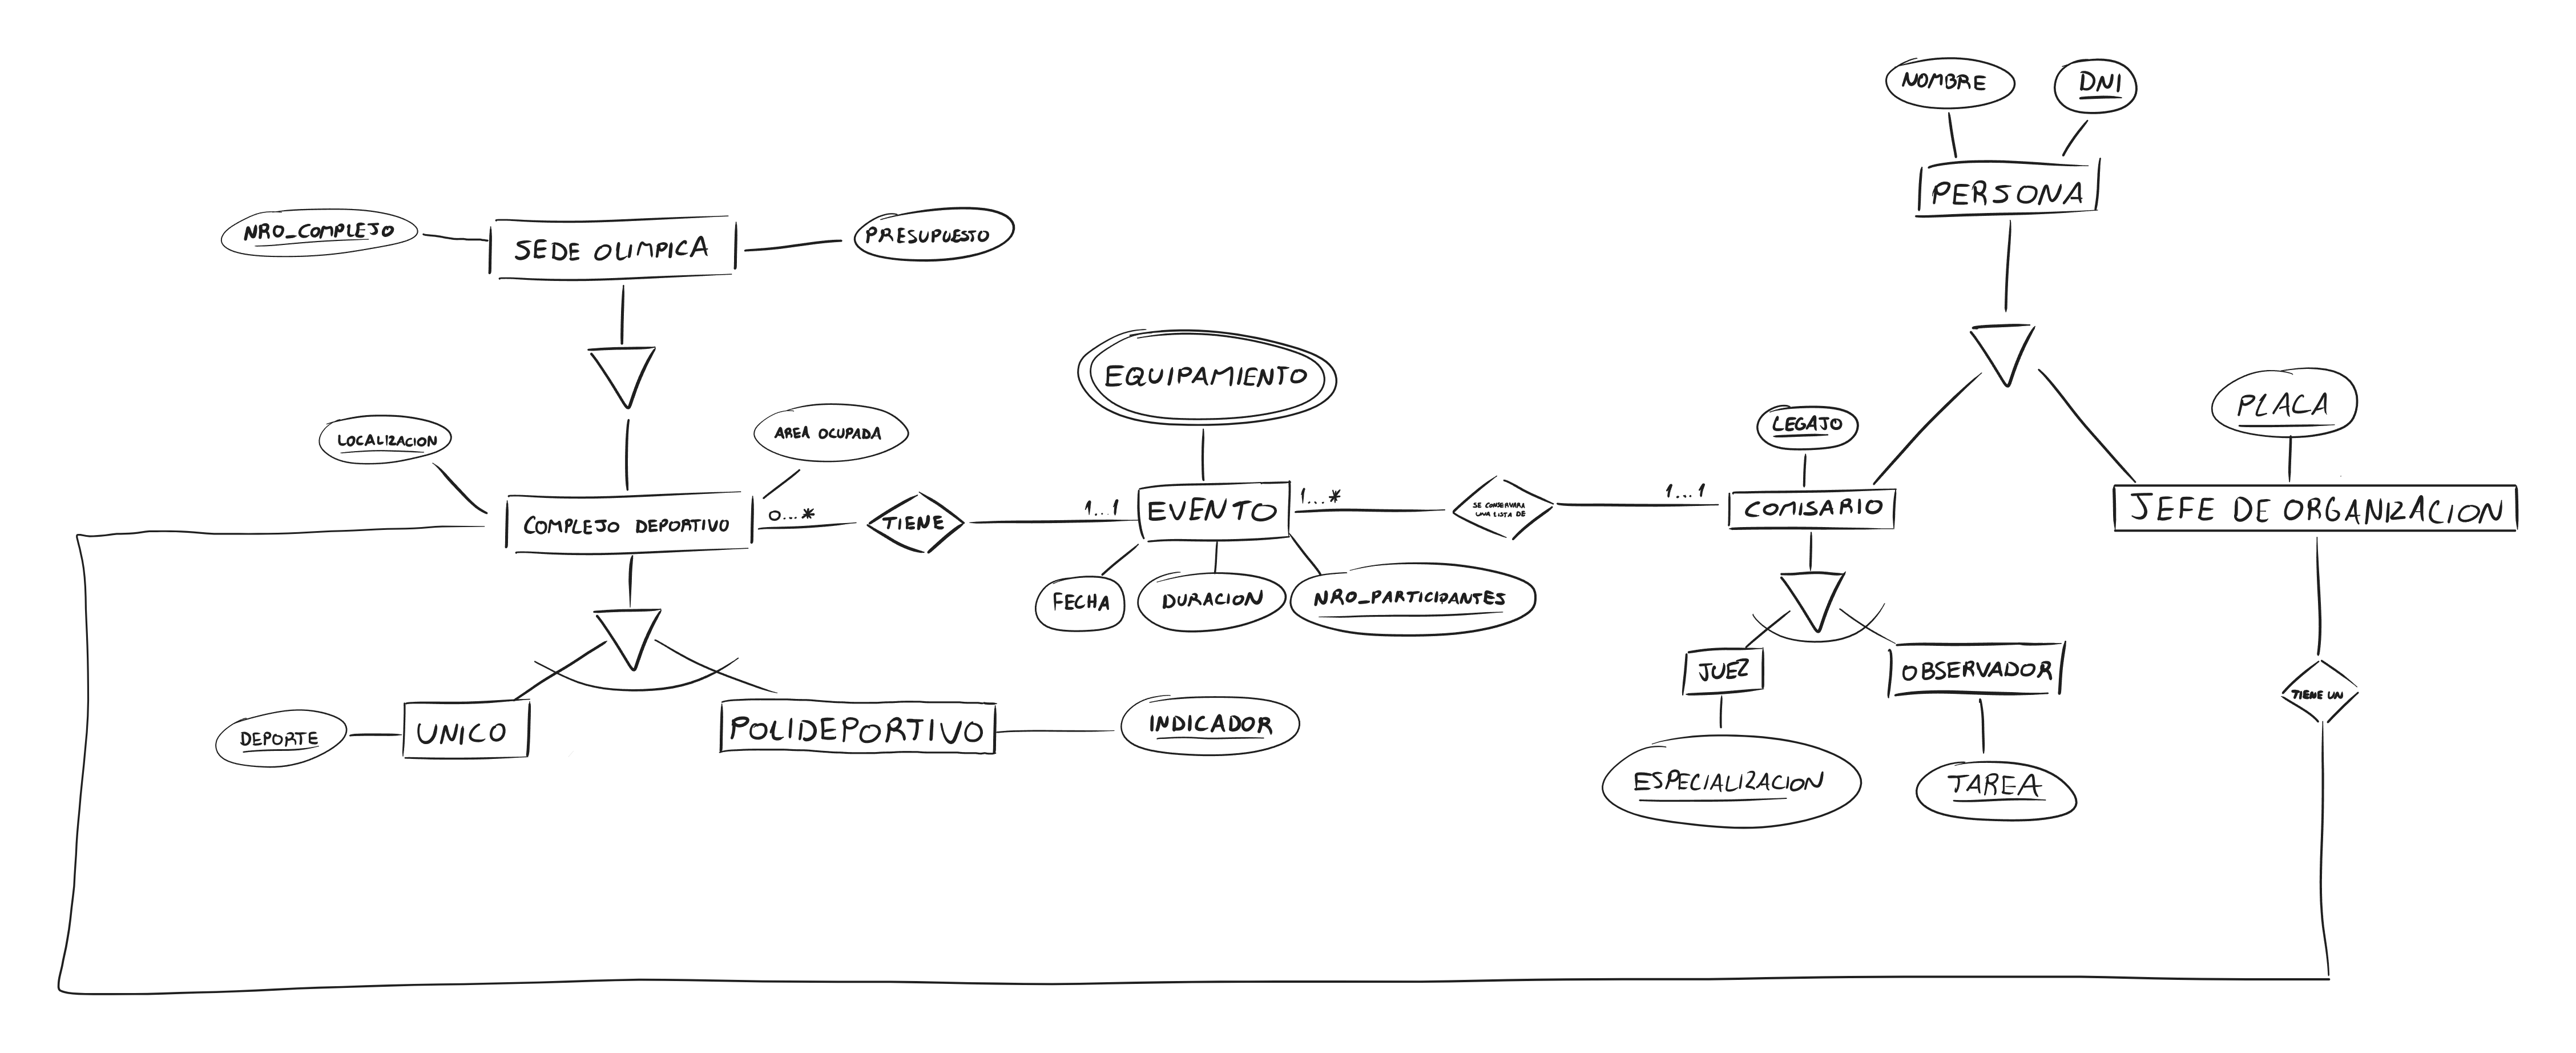 NOMBRE
DNI
PERSONA
NRO_COMPLEJO
SEDE OLIMPICA
PRESUPUESTO
EQUIPAMIENTO
LOCALIZACION
AREA OCUPADA
LEGAJO
PLACA
COMPLEJO DEPORTIVO
0...*
TIENE
1...1
EVENTO
1...*
SE CONSERVARA
UNA LISTA DE
1...1
COMISARIO
JEFE DE ORGANIZACION
FECHA
DURACION
NRO_PARTICIPANTES
JUEZ
OBSERVADOR
TIENE UN
DEPORTE
UNICO
POLIDEPORTIVO
INDICADOR
ESPECIALIZACION
TAREA